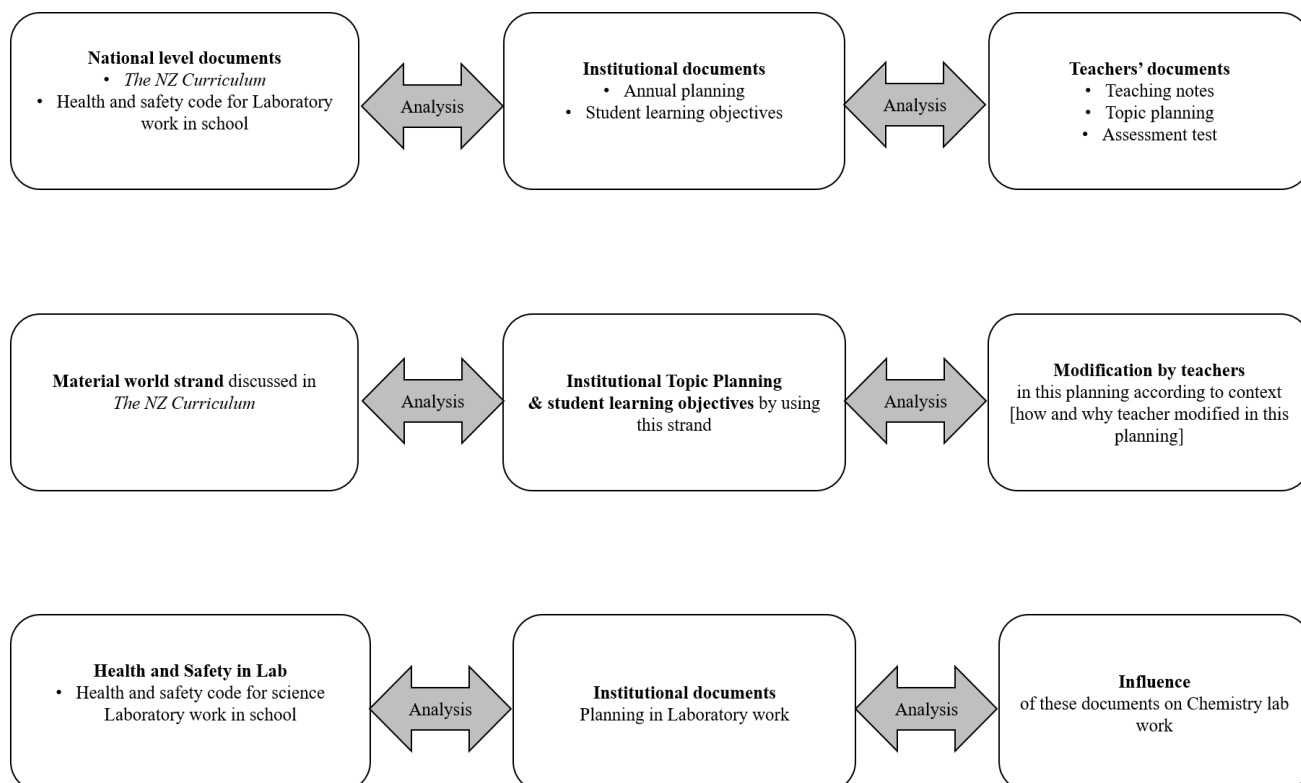 National level documents
• The NZ Curriculum
• Health and safety code for Laboratory
work in school
Analysis
Institutional documents
• Annual planning
• Student learning objectives
Analysis
Teachers’ documents
• Teaching notes
• Topic planning
• Assessment test
Material world strand discussed in
The NZ Curriculum
Analysis
Institutional Topic Planning
& student learning objectives by using
this strand
Analysis
Modification by teachers
in this planning according to context
[how and why teacher modified in this
planning]
Health and Safety in Lab
• Health and safety code for science
Laboratory work in school
Analysis
Institutional documents
Planning in Laboratory work
Analysis
Influence
of these documents on Chemistry lab
work